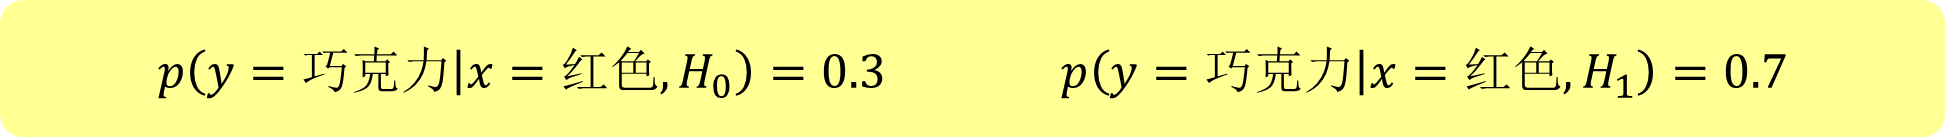 p(y = 巧克力|x = 红色, H₀) = 0.3 p(y = 巧克力|x = 红色, H₁) = 0.7